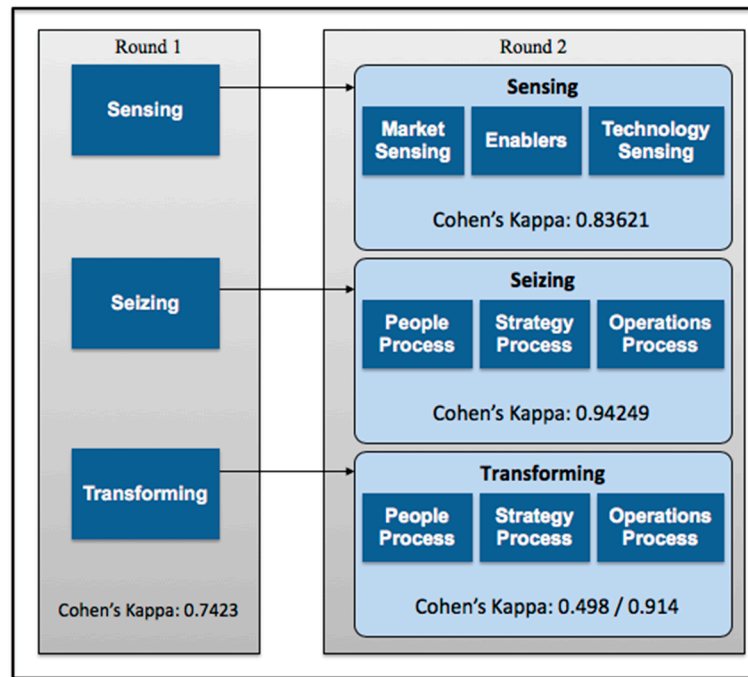 Round 1
Sensing
Seizing
Transforming
Cohen's Kappa: 0.7423
Round 2
Sensing
Market
Sensing
Enablers
Technology
Sensing
Cohen's Kappa: 0.83621
Seizing
People
Process
Strategy
Process
Operations
Process
Cohen's Kappa: 0.94249
Transforming
People
Process
Strategy
Process
Operations
Process
Cohen's Kappa: 0.498 / 0.914